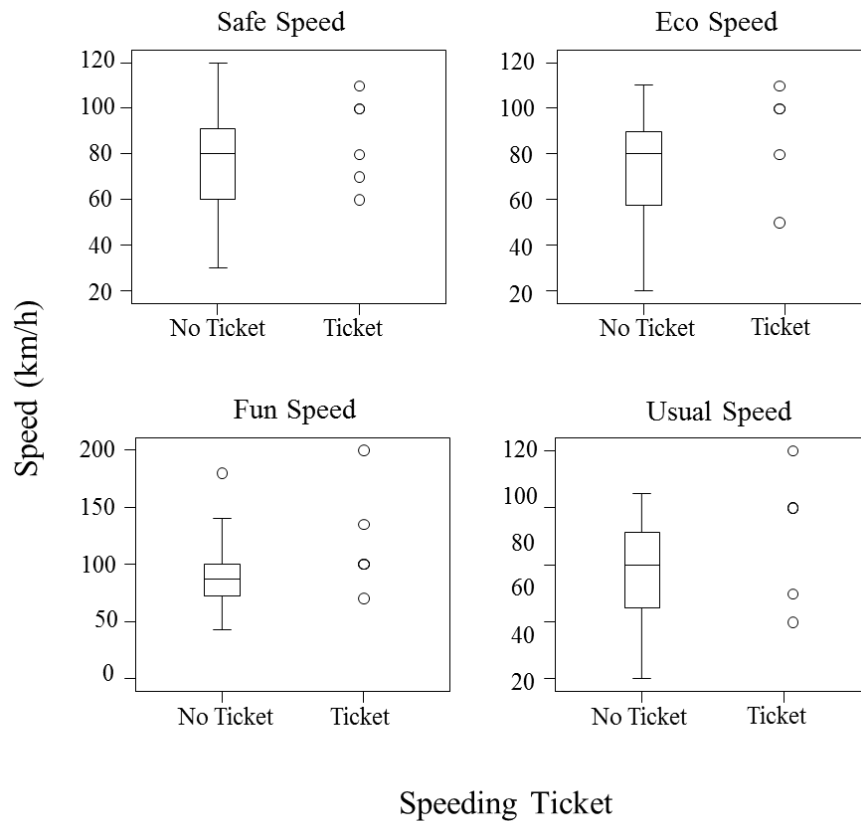 Safe Speed
120
100
80
60
40
20
No Ticket Ticket
Eco Speed
120
100
80
60
40
20
No Ticket Ticket
Speed (km/h)
Fun Speed
200
150
100
50
0
No Ticket Ticket
Usual Speed
120
100
80
60
40
20
No Ticket Ticket
Speeding Ticket